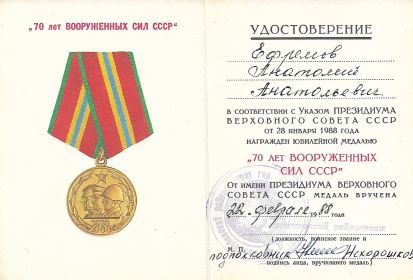 „70 лет ВООРУЖЕННЫХ СИЛ СССР“
УДОСТОВЕРЕНИЕ
Ефремов
Анатолий
Анатольевич
В СООТВЕТСТВИИ С УКАЗОМ ПРЕЗИДИУМА
ВЕРХОВНОГО СОВЕТА СССР
ОТ 28 ЯНВАРЯ 1988 ГОДА
НАГРАЖДЕН ЮБИЛЕЙНОЙ МЕДАЛЬЮ
„70 ЛЕТ ВООРУЖЕННЫХ
СИЛ СССР“
ОТ ИМЕНИ ПРЕЗИДИУМА ВЕРХОВНОГО
СОВЕТА СССР МЕДАЛЬ ВРУЧЕНА
22 февраля 1988 года
(должность, воинское звание и
М. П.
подполковник Нехорошков
подпись лица, вручившего медаль)